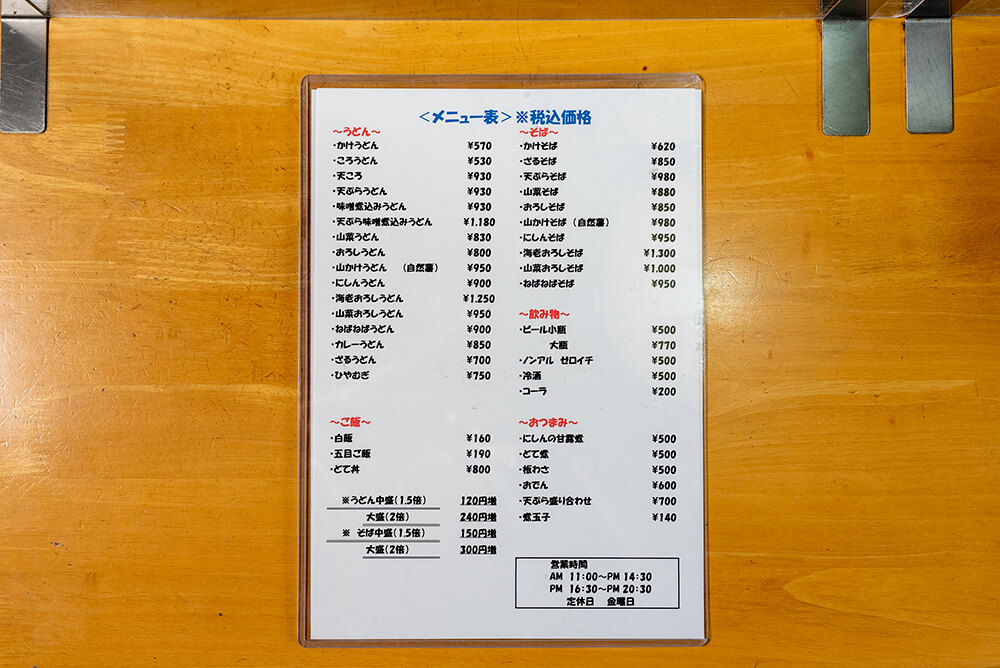 <メニュー表>※税込価格
~うどん~
・かけうどん ¥570
・ころうどん ¥530
・天ころ ¥930
・天ぷらうどん ¥930
・味噌煮込みうどん ¥930
・天ぷら味噌煮込みうどん ¥1,180
・山菜うどん ¥830
・おろしうどん ¥800
・山かけうどん (自然薯) ¥950
・にしんうどん ¥900
・海老おろしうどん ¥1,250
・山菜おろしうどん ¥950
・ねばねばうどん ¥900
・カレーうどん ¥850
・ざるうどん ¥700
・ひやむぎ ¥750
~ご飯~
・白飯 ¥160
・五目ご飯 ¥190
・どて丼 ¥800
※うどん中盛(1.5倍) 120円増
大盛(2倍) 240円増
※ そば中盛(1.5倍) 150円増
大盛(2倍) 300円増
~そば~
・かけそば ¥620
・ざるそば ¥850
・天ぷらそば ¥980
・山菜そば ¥880
・おろしそば ¥850
・山かけそば (自然薯) ¥980
・にしんそば ¥950
・海老おろしそば ¥1,300
・山菜おろしそば ¥1,000
・ねばねばそば ¥950
~飲み物~
・ビール小瓶 ¥500
大瓶 ¥770
・ノンアル ゼロイチ ¥500
・冷酒 ¥500
・コーラ ¥200
~おつまみ~
・にしんの甘露煮 ¥500
・どて煮 ¥500
・板わさ ¥500
・おでん ¥600
・天ぷら盛り合わせ ¥700
・煮玉子 ¥140
営業時間
AM 11:00~PM 14:30
PM 16:30~PM 20:30
定休日 金曜日